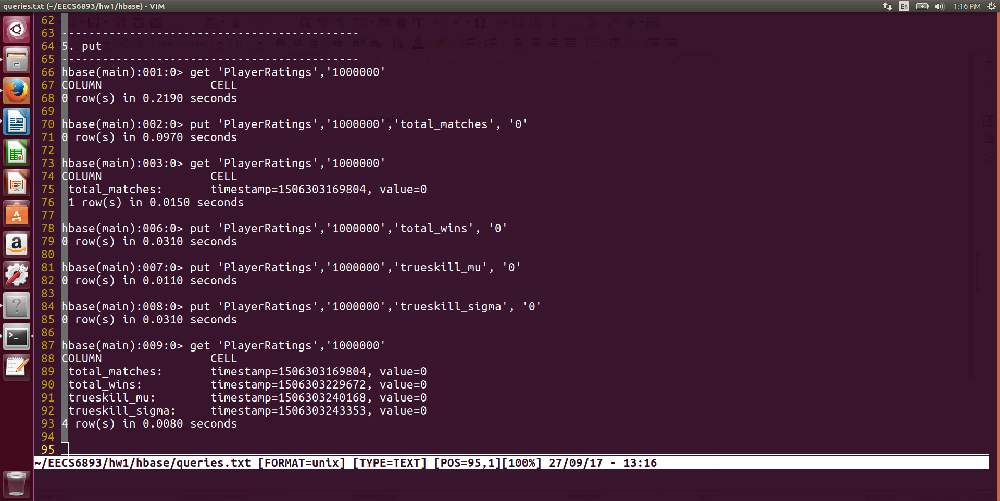 queries.txt (~/EECS6893/hw1/hbase) - VIM
En
1:16 PM
62
63 --------------------------------------------
64 5. put
65 --------------------------------------------
66 hbase(main):001:0> get 'PlayerRatings','1000000'
67 COLUMN                CELL
68 0 row(s) in 0.2190 seconds
69
70 hbase(main):002:0> put 'PlayerRatings','1000000','total_matches', '0'
71 0 row(s) in 0.0970 seconds
72
73 hbase(main):003:0> get 'PlayerRatings','1000000'
74 COLUMN                CELL
75  total_matches:       timestamp=1506303169804, value=0
76  1 row(s) in 0.0150 seconds
77
78 hbase(main):006:0> put 'PlayerRatings','1000000','total_wins', '0'
79 0 row(s) in 0.0310 seconds
80
81 hbase(main):007:0> put 'PlayerRatings','1000000','trueskill_mu', '0'
82 0 row(s) in 0.0110 seconds
83
84 hbase(main):008:0> put 'PlayerRatings','1000000','trueskill_sigma', '0'
85 0 row(s) in 0.0310 seconds
86
87 hbase(main):009:0> get 'PlayerRatings','1000000'
88 COLUMN                CELL
89  total_matches:       timestamp=1506303169804, value=0
90  total_wins:          timestamp=1506303229672, value=0
91  trueskill_mu:        timestamp=1506303240168, value=0
92  trueskill_sigma:     timestamp=1506303243353, value=0
93 4 row(s) in 0.0080 seconds
94
95
~/EECS6893/hw1/hbase/queries.txt [FORMAT=unix] [TYPE=TEXT] [POS=95,1][100%] 27/09/17 - 13:16